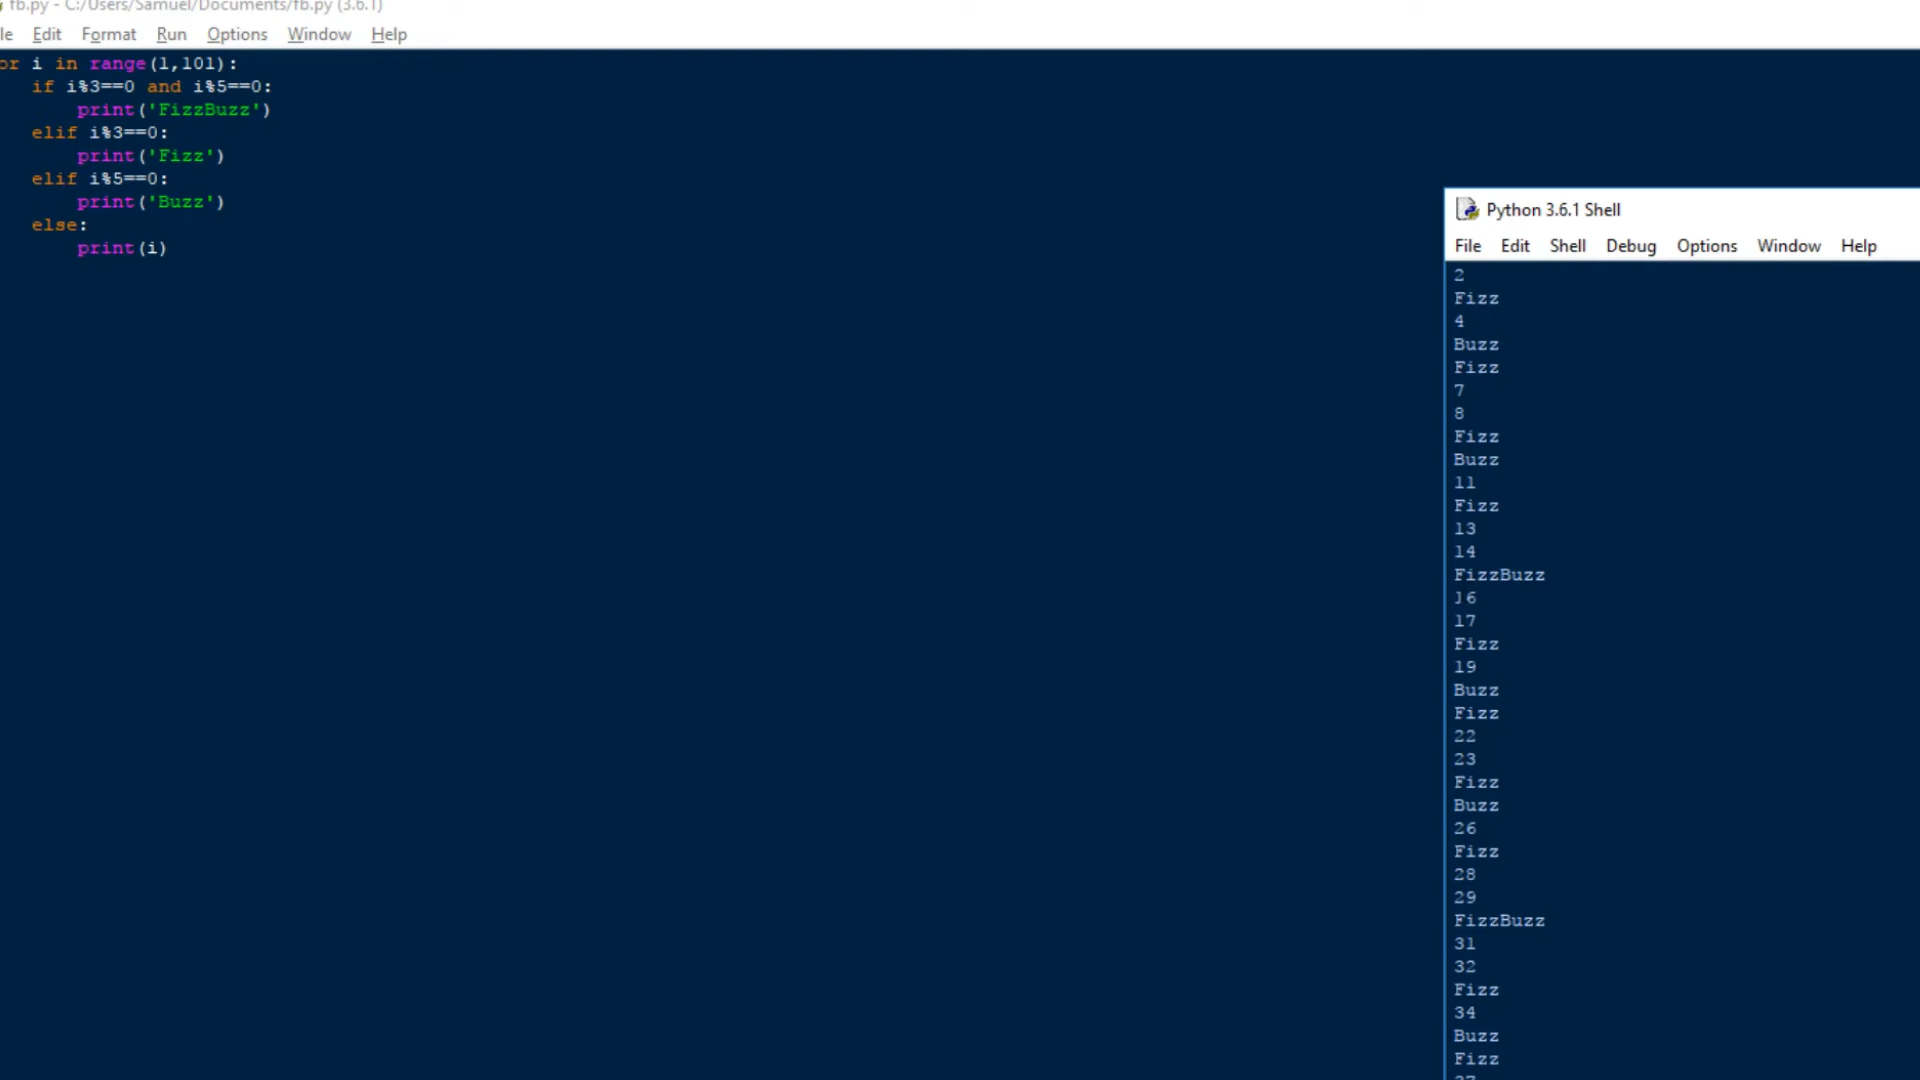 fb.py - C:/Users/Samuel/Documents/fb.py (3.6.1)
le Edit Format Run Options Window Help
or i in range(1,101):
    if i%3==0 and i%5==0:
        print('FizzBuzz')
    elif i%3==0:
        print('Fizz')
    elif i%5==0:
        print('Buzz')
    else:
        print(i)
Python 3.6.1 Shell
File Edit Shell Debug Options Window Help
2
Fizz
4
Buzz
Fizz
7
8
Fizz
Buzz
11
Fizz
13
14
FizzBuzz
16
17
Fizz
19
Buzz
Fizz
22
23
Fizz
Buzz
26
Fizz
28
29
FizzBuzz
31
32
Fizz
34
Buzz
Fizz